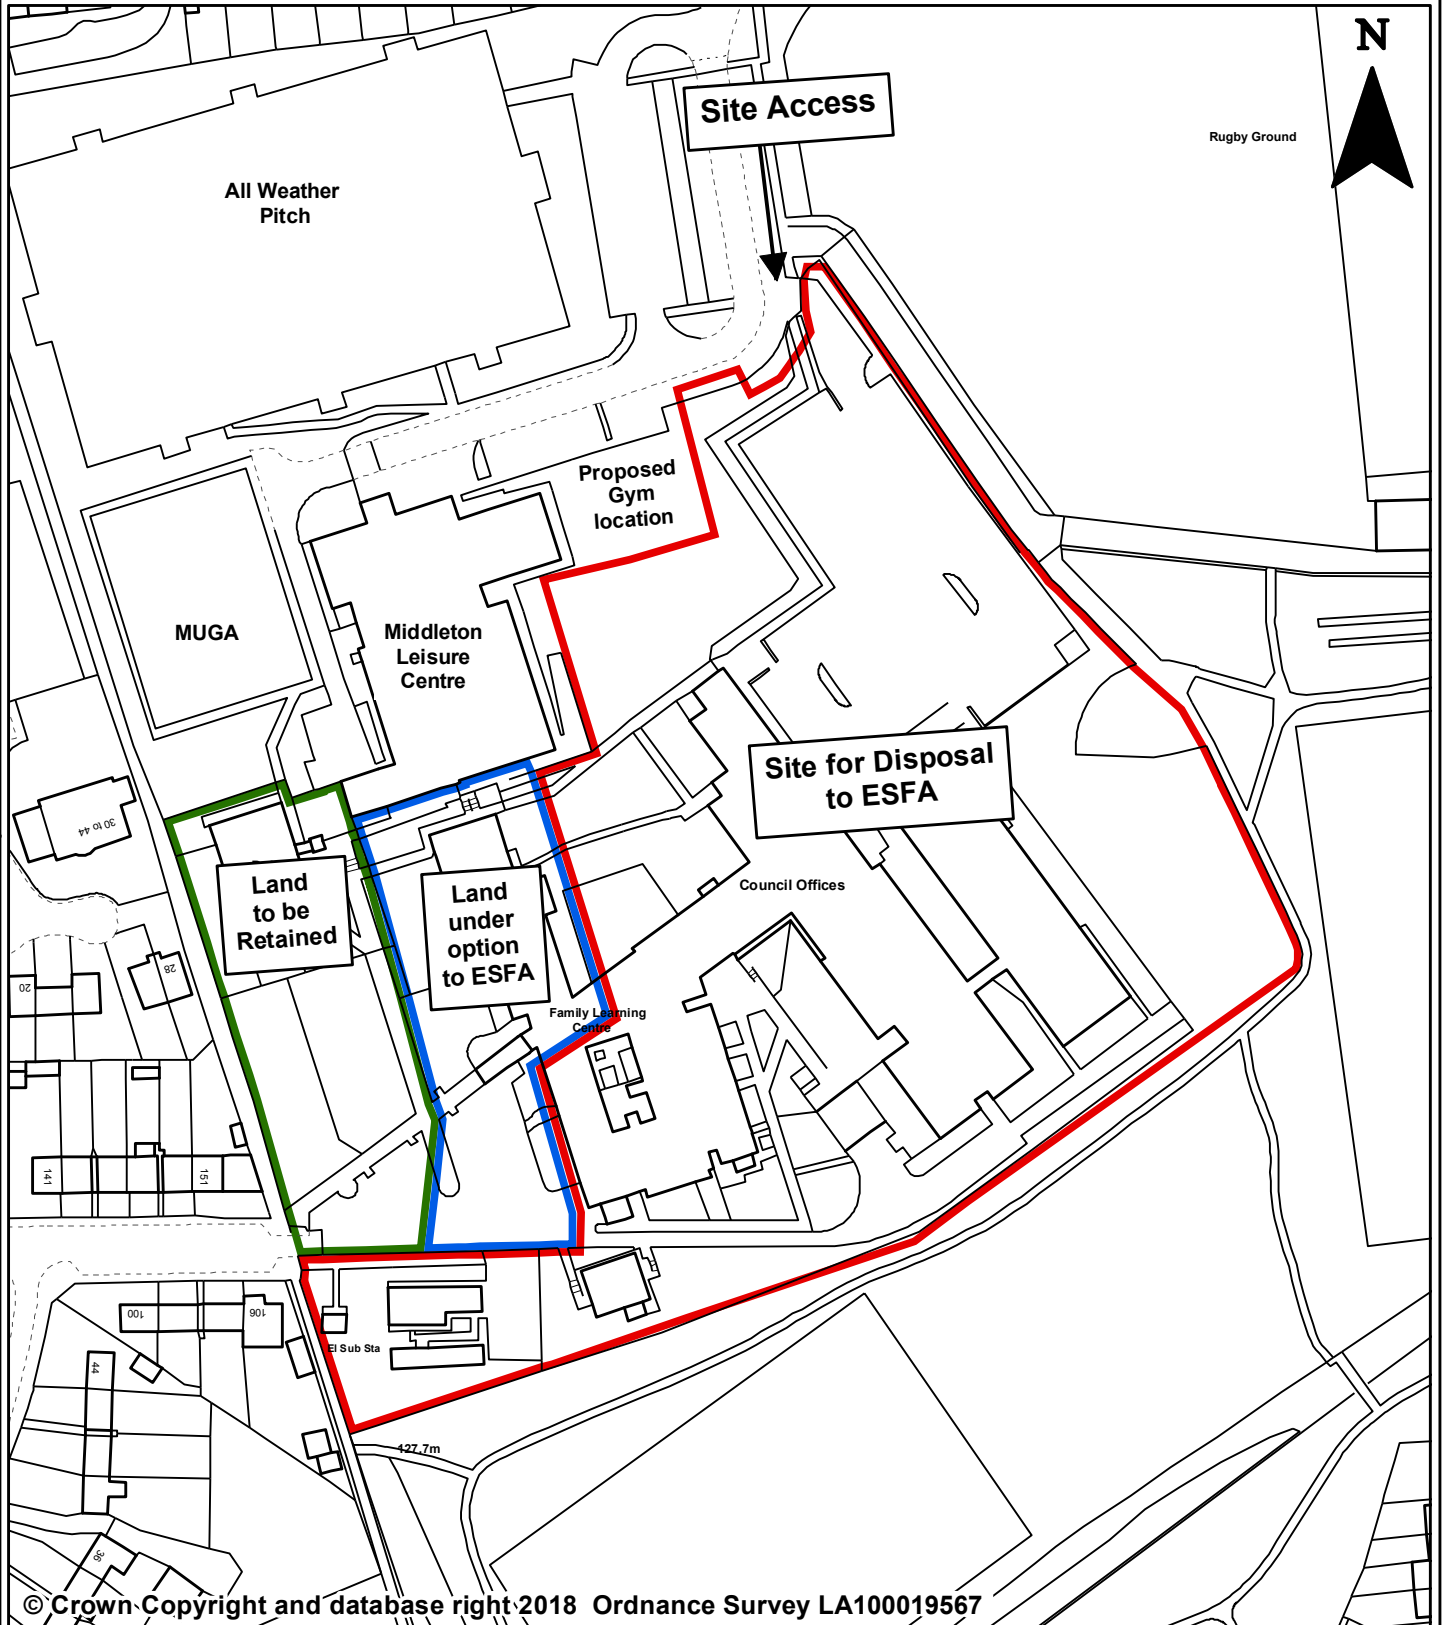 N
Site Access
Rugby Ground
All Weather
Pitch
Proposed
Gym
location
MUGA
Middleton
Leisure
Centre
Site for Disposal
to ESFA
30 to 44
Land
to be
Retained
Land
under
option
to ESFA
Council Offices
28
20
Family Learning
Centre
141
151
100
106
El Sub Sta
44
127.7m
36
© Crown Copyright and database right 2018 Ordnance Survey LA100019567